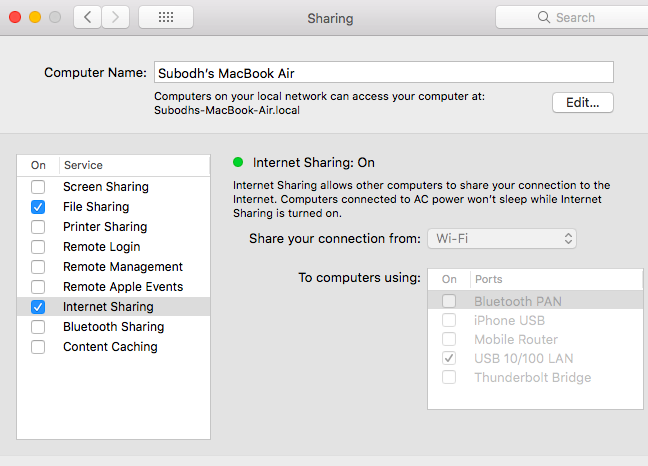 Sharing
Search
Computer Name: Subodh's MacBook Air
Computers on your local network can access your computer at:
Subodhs-MacBook-Air.local
Edit...
On Service
Screen Sharing
File Sharing
Printer Sharing
Remote Login
Remote Management
Remote Apple Events
Internet Sharing
Bluetooth Sharing
Content Caching
Internet Sharing: On
Internet Sharing allows other computers to share your connection to the
Internet. Computers connected to AC power won't sleep while Internet
Sharing is turned on.
Share your connection from: Wi-Fi
To computers using:
On Ports
Bluetooth PAN
iPhone USB
Mobile Router
USB 10/100 LAN
Thunderbolt Bridge